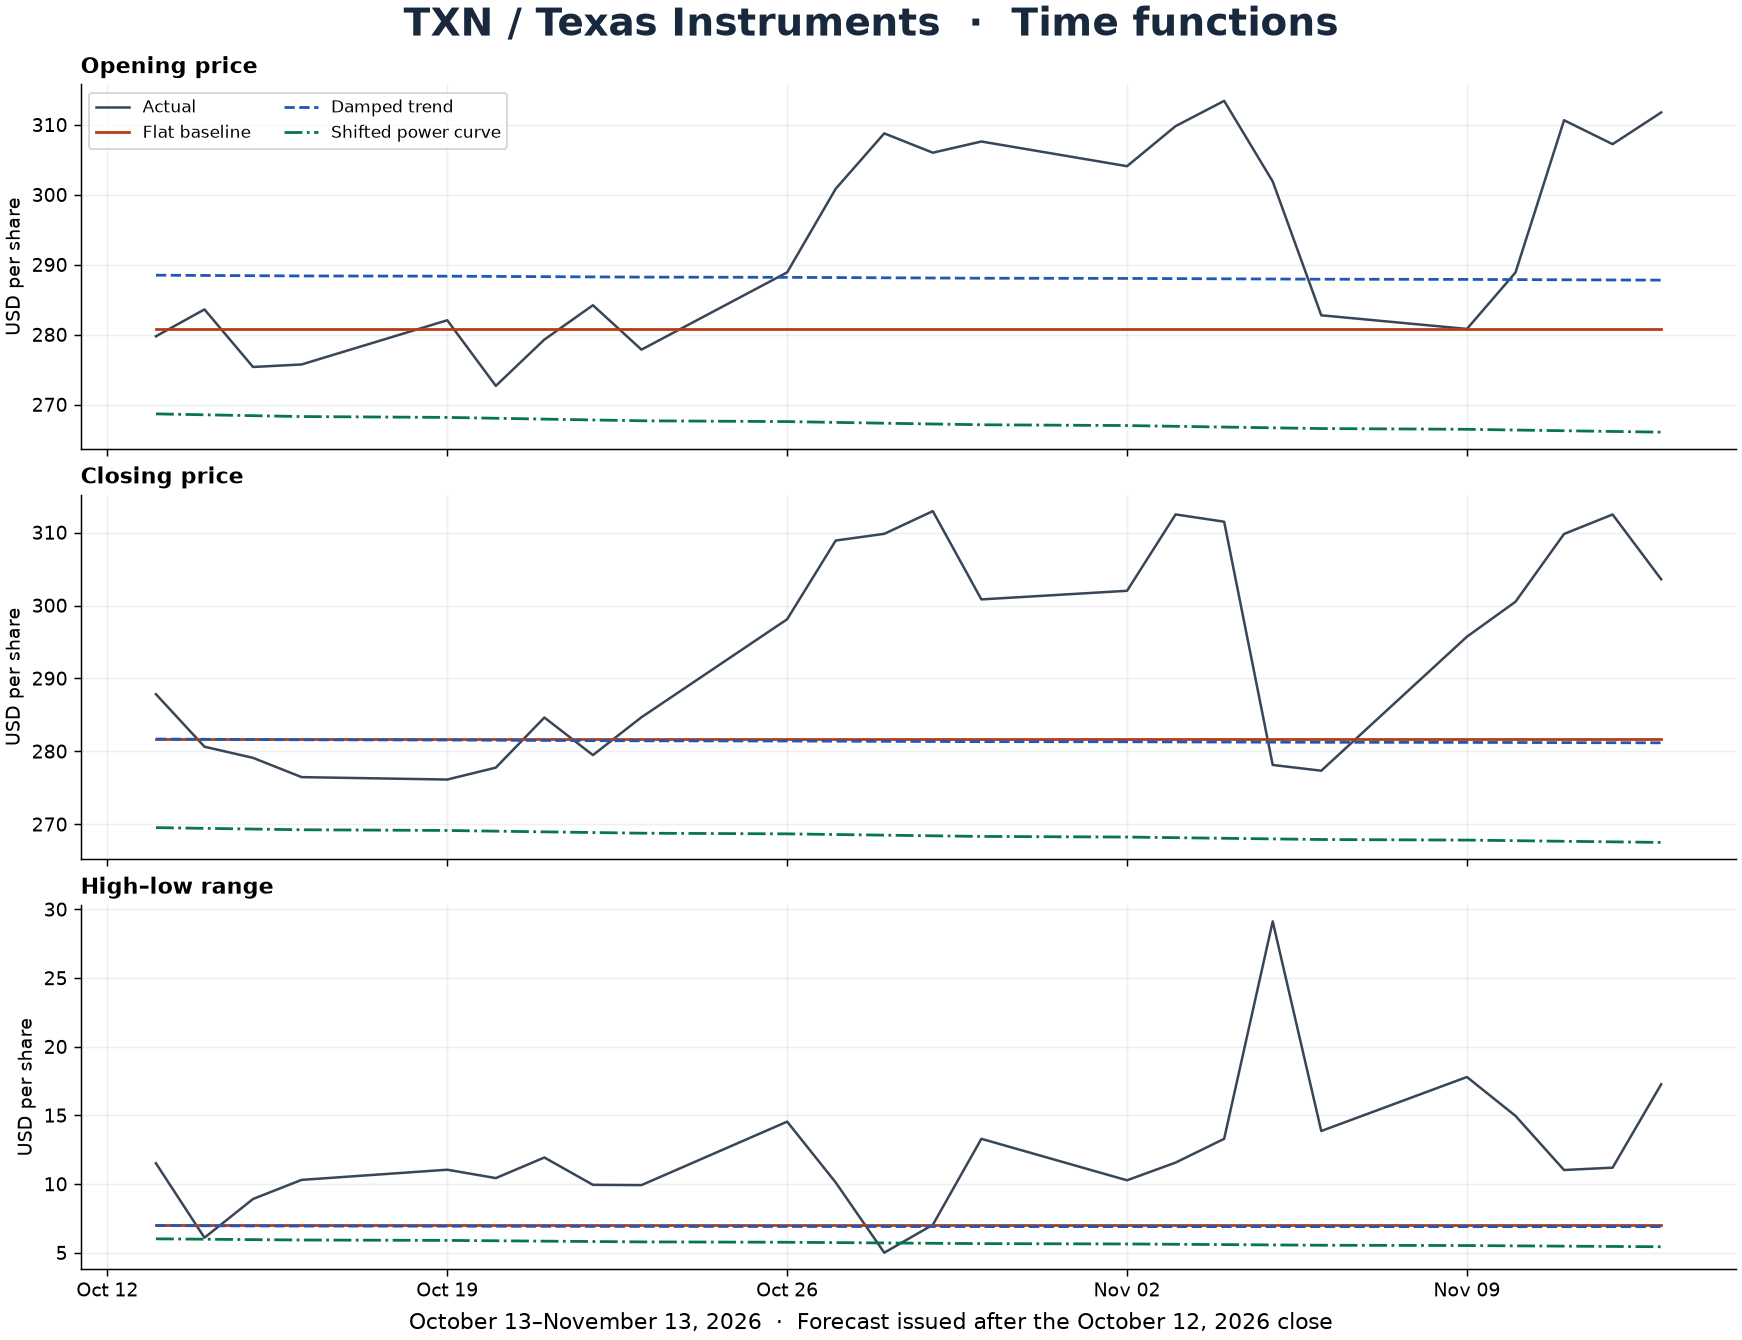 TXN / Texas Instruments · Time functions
Opening price
Actual
Flat baseline
Damped trend
Shifted power curve
USD per share
310
300
290
280
270
Closing price
USD per share
310
300
290
280
270
High–low range
USD per share
30
25
20
15
10
5
Oct 12
Oct 19
Oct 26
Nov 02
Nov 09
October 13–November 13, 2026 · Forecast issued after the October 12, 2026 close